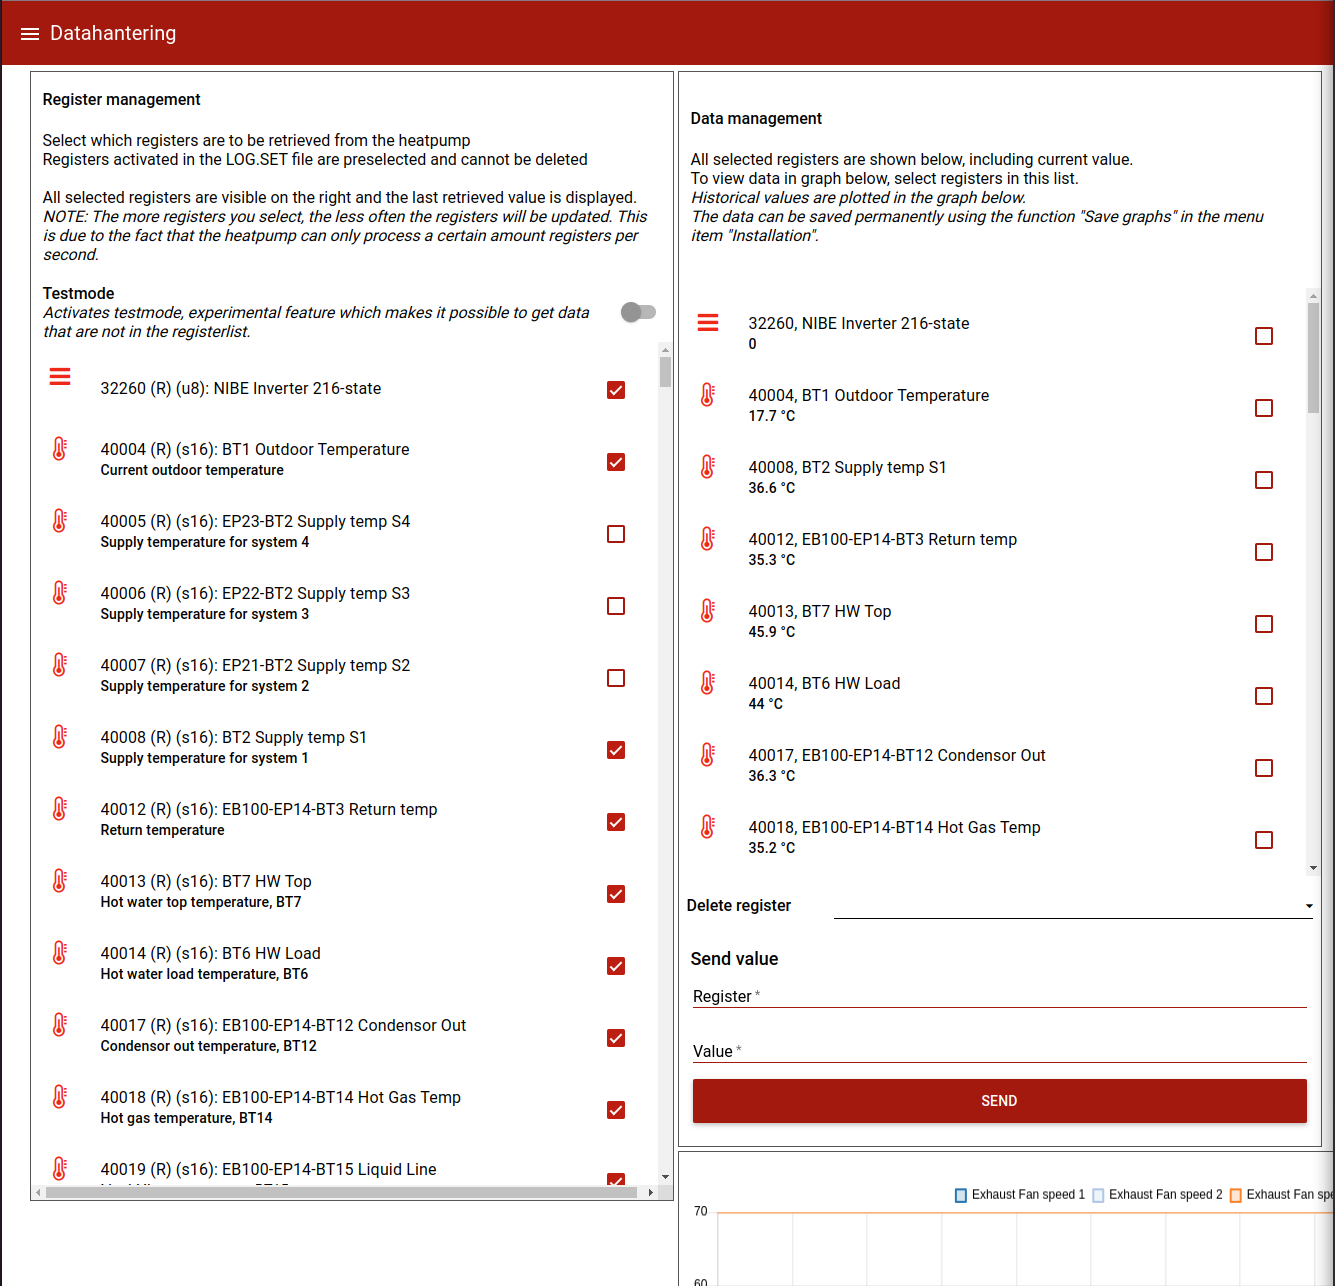 Datahantering
Register management
Select which registers are to be retrieved from the heatpump
Registers activated in the LOG.SET file are preselected and cannot be deleted
All selected registers are visible on the right and the last retrieved value is displayed.
NOTE: The more registers you select, the less often the registers will be updated. This
is due to the fact that the heatpump can only process a certain amount registers per
second.
Testmode
Activates testmode, experimental feature which makes it possible to get data
that are not in the registerlist.
32260 (R) (u8): NIBE Inverter 216-state
40004 (R) (s16): BT1 Outdoor Temperature
Current outdoor temperature
40005 (R) (s16): EP23-BT2 Supply temp S4
Supply temperature for system 4
40006 (R) (s16): EP22-BT2 Supply temp S3
Supply temperature for system 3
40007 (R) (s16): EP21-BT2 Supply temp S2
Supply temperature for system 2
40008 (R) (s16): BT2 Supply temp S1
Supply temperature for system 1
40012 (R) (s16): EB100-EP14-BT3 Return temp
Return temperature
40013 (R) (s16): BT7 HW Top
Hot water top temperature, BT7
40014 (R) (s16): BT6 HW Load
Hot water load temperature, BT6
40017 (R) (s16): EB100-EP14-BT12 Condensor Out
Condensor out temperature, BT12
40018 (R) (s16): EB100-EP14-BT14 Hot Gas Temp
Hot gas temperature, BT14
40019 (R) (s16): EB100-EP14-BT15 Liquid Line
Data management
All selected registers are shown below, including current value.
To view data in graph below, select registers in this list.
Historical values are plotted in the graph below.
The data can be saved permanently using the function "Save graphs" in the menu
item "Installation".
32260, NIBE Inverter 216-state
0
40004, BT1 Outdoor Temperature
17.7 °C
40008, BT2 Supply temp S1
36.6 °C
40012, EB100-EP14-BT3 Return temp
35.3 °C
40013, BT7 HW Top
45.9 °C
40014, BT6 HW Load
44 °C
40017, EB100-EP14-BT12 Condensor Out
36.3 °C
40018, EB100-EP14-BT14 Hot Gas Temp
35.2 °C
Delete register
Send value
Register *
Value *
SEND
Exhaust Fan speed 1 Exhaust Fan speed 2 Exhaust Fan spe
70
60